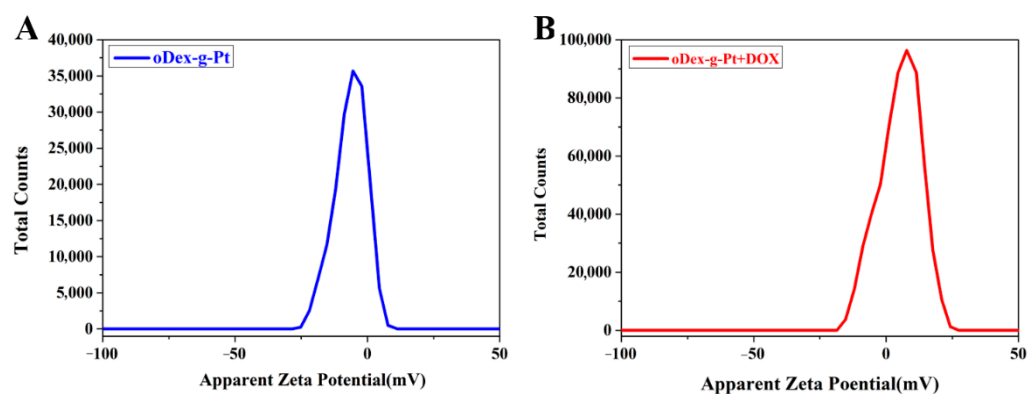 A
oDex-g-Pt
40,000
35,000
30,000
25,000
20,000
15,000
10,000
5,000
0
Total Counts
-100
-50
0
50
Apparent Zeta Potential(mV)
B
oDex-g-Pt+DOX
100,000
80,000
60,000
40,000
20,000
0
Total Counts
-100
-50
0
50
Apparent Zeta Poential(mV)